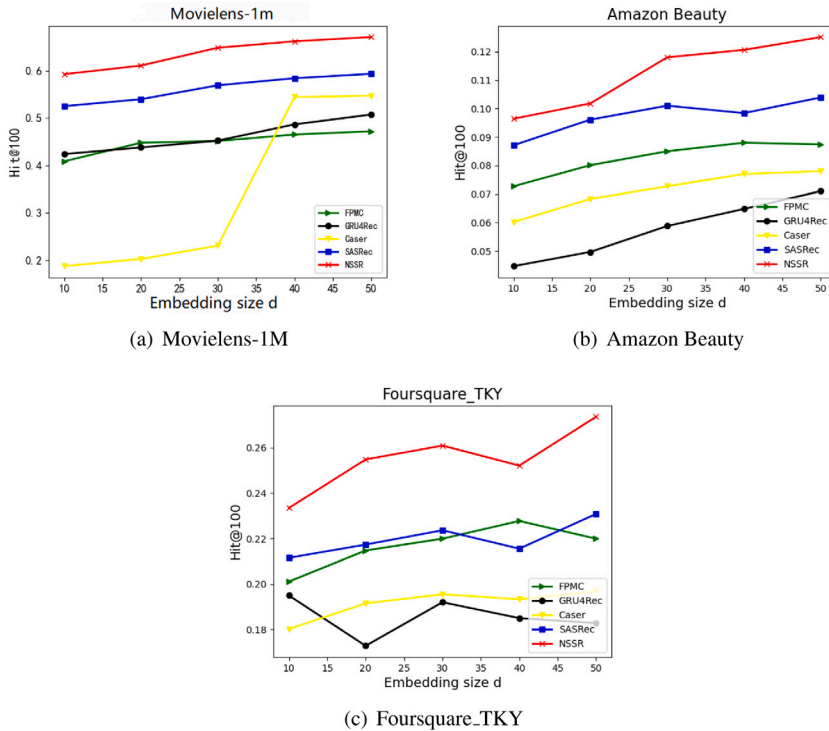 Movielens-1m
Hit@100
0.6
0.5
0.4
0.3
0.2
FPMC
GRU4Rec
Caser
SASRec
NSSR
10 15 20 25 30 35 40 45 50
Embedding size d
(a) Movielens-1M
Amazon Beauty
Hit@100
0.12
0.11
0.10
0.09
0.08
0.07
0.06
0.05
FPMC
GRU4Rec
Caser
SASRec
NSSR
10 15 20 25 30 35 40 45 50
Embedding size d
(b) Amazon Beauty
Foursquare_TKY
Hit@100
0.26
0.24
0.22
0.20
0.18
FPMC
GRU4Rec
Caser
SASRec
NSSR
10 15 20 25 30 35 40 45 50
Embedding size d
(c) Foursquare_TKY